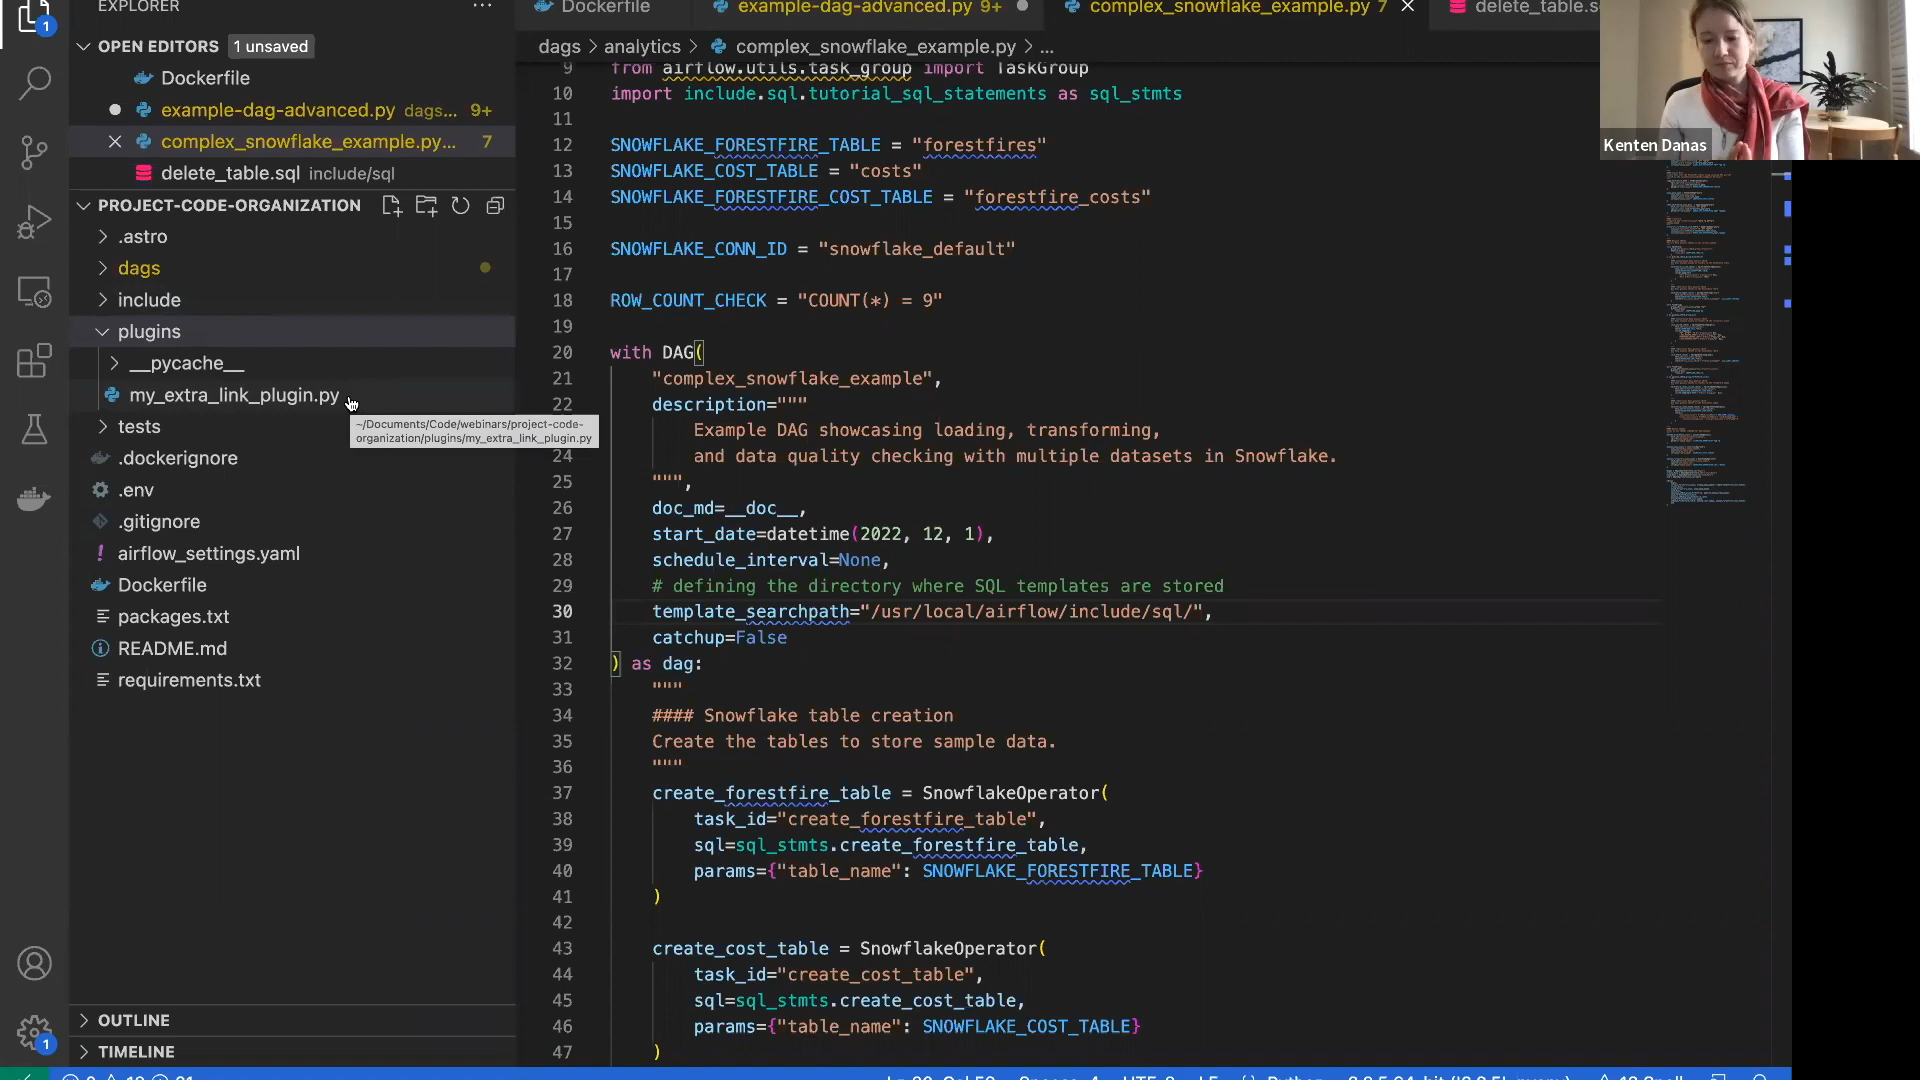 EXPLORER
Dockerfile
example-dag-advanced.py 9+
complex_snowflake_example.py 7
delete_table.s
OPEN EDITORS 1 unsaved
dags > analytics > complex_snowflake_example.py > ...
Dockerfile
example-dag-advanced.py dags... 9+
complex_snowflake_example.py... 7
delete_table.sql include/sql
PROJECT-CODE-ORGANIZATION
.astro
dags
include
plugins
__pycache__
my_extra_link_plugin.py
~/Documents/Code/webinars/project-code-
organization/plugins/my_extra_link_plugin.py
tests
.dockerignore
.env
.gitignore
airflow_settings.yaml
Dockerfile
packages.txt
README.md
requirements.txt
OUTLINE
TIMELINE
1
1
9 from airflow.utils.task_group import TaskGroup
10 import include.sql.tutorial_sql_statements as sql_stmts
11
12 SNOWFLAKE_FORESTFIRE_TABLE = "forestfires"
13 SNOWFLAKE_COST_TABLE = "costs"
14 SNOWFLAKE_FORESTFIRE_COST_TABLE = "forestfire_costs"
15
16 SNOWFLAKE_CONN_ID = "snowflake_default"
17
18 ROW_COUNT_CHECK = "COUNT(*) = 9"
19
20 with DAG(
21 "complex_snowflake_example",
22 description="""
Example DAG showcasing loading, transforming,
24 and data quality checking with multiple datasets in Snowflake.
25 """,
26 doc_md=__doc__,
27 start_date=datetime(2022, 12, 1),
28 schedule_interval=None,
29 # defining the directory where SQL templates are stored
30 template_searchpath="/usr/local/airflow/include/sql/",
31 catchup=False
32 ) as dag:
33 """
34 #### Snowflake table creation
35 Create the tables to store sample data.
36 """
37 create_forestfire_table = SnowflakeOperator(
38 task_id="create_forestfire_table",
39 sql=sql_stmts.create_forestfire_table,
40 params={"table_name": SNOWFLAKE_FORESTFIRE_TABLE}
41 )
42
43 create_cost_table = SnowflakeOperator(
44 task_id="create_cost_table",
45 sql=sql_stmts.create_cost_table,
46 params={"table_name": SNOWFLAKE_COST_TABLE}
47 )
Kenten Danas